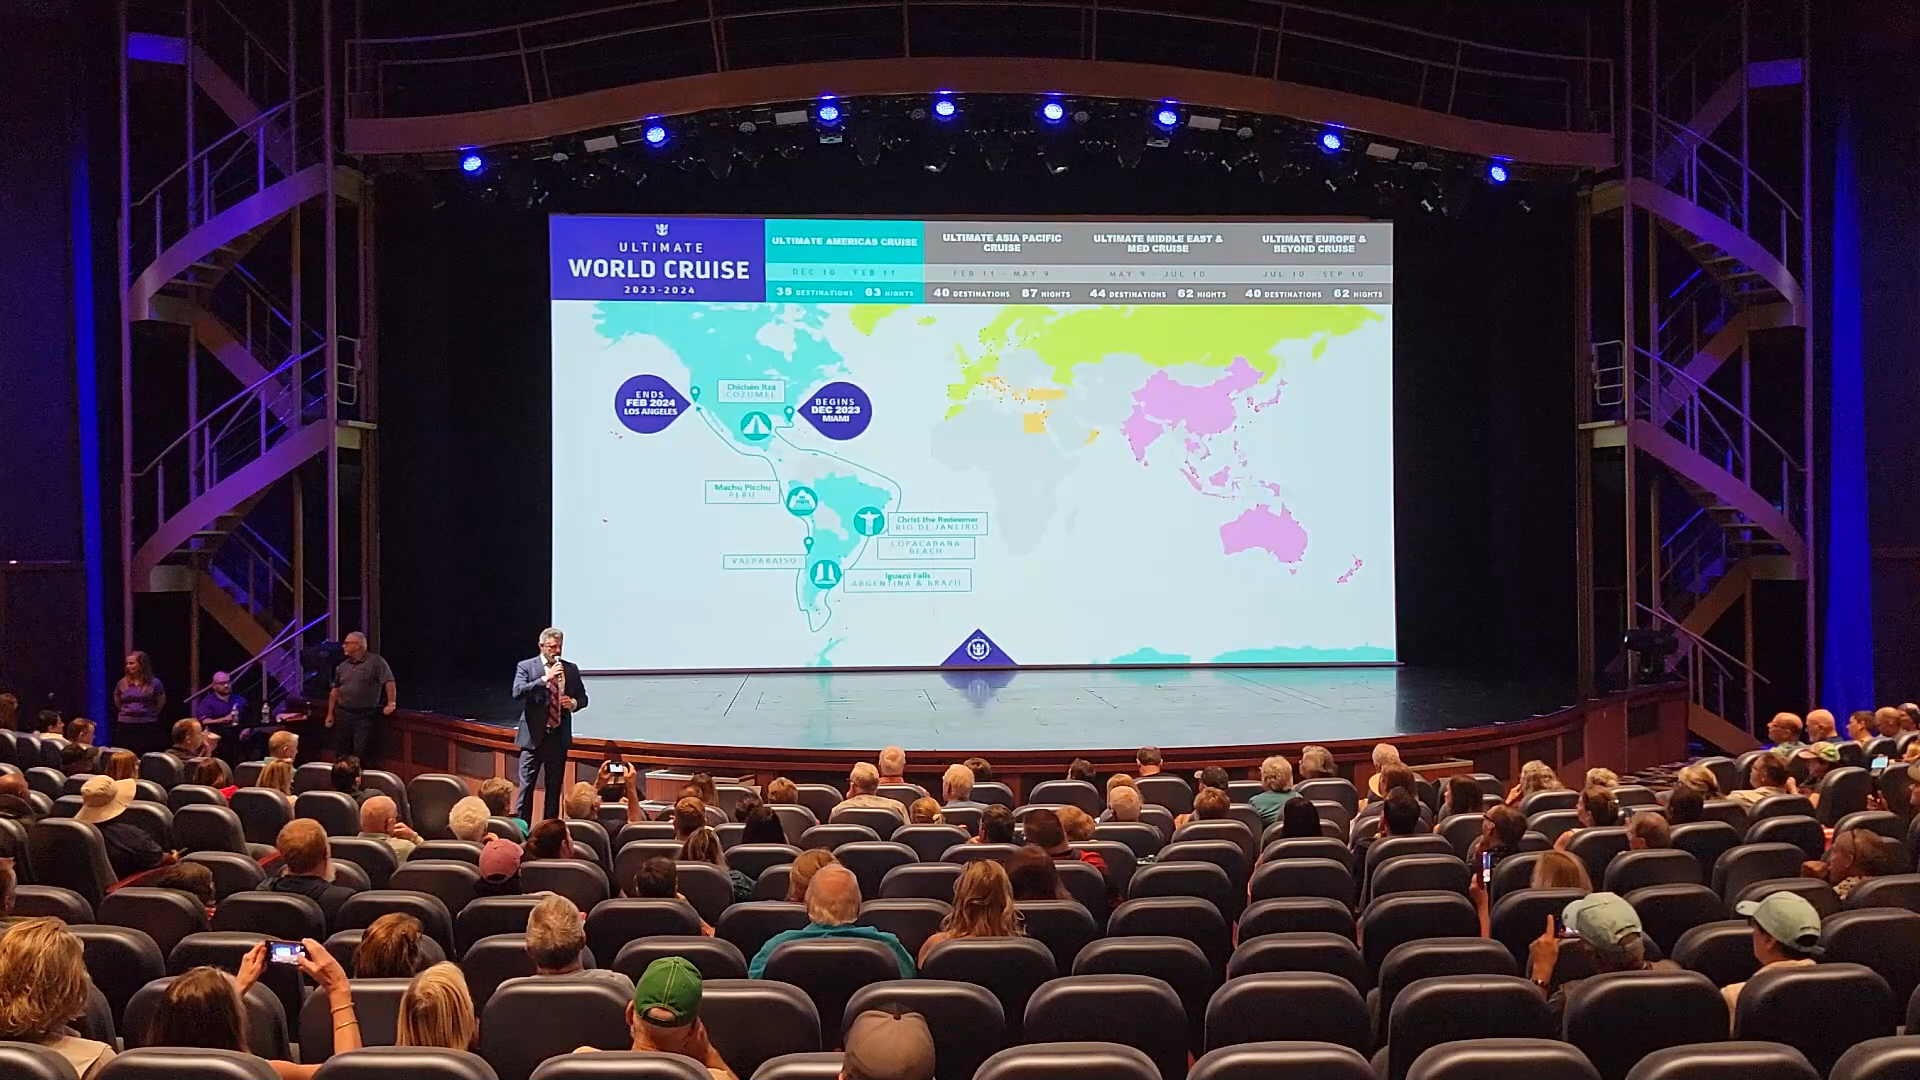 ULTIMATE
WORLD CRUISE
2023-2024
ULTIMATE AMERICAS CRUISE
DEC 10 - FEB 11
35 DESTINATIONS 63 NIGHTS
ULTIMATE ASIA PACIFIC
CRUISE
FEB 11 - MAY 9
40 DESTINATIONS 87 NIGHTS
ULTIMATE MIDDLE EAST &
MED CRUISE
MAY 9 - JUL 10
44 DESTINATIONS 62 NIGHTS
ULTIMATE EUROPE &
BEYOND CRUISE
JUL 10 - SEP 10
40 DESTINATIONS 62 NIGHTS
ENDS
FEB 2024
LOS ANGELES
Chichén Itzá
COZUMEL
BEGINS
DEC 2023
MIAMI
Machu Picchu
PERU
Christ the Redeemer
RIO DE JANEIRO
COPACABANA
BEACH
VALPARAISO
Iguazú Falls
ARGENTINA & BRAZIL